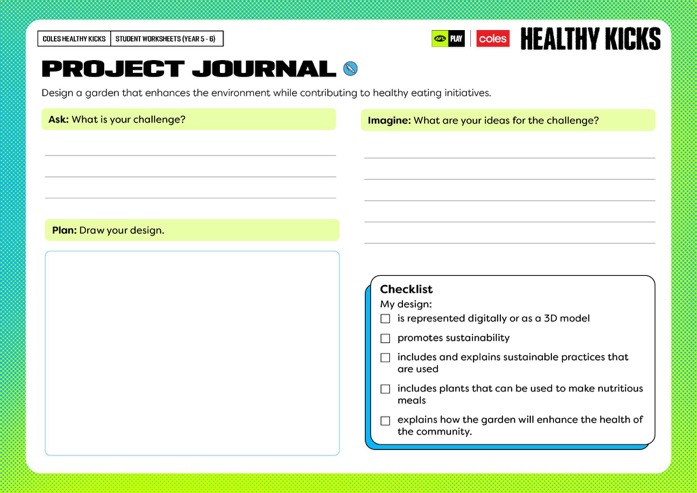 COLES HEALTHY KICKS
STUDENT WORKSHEETS (YEAR 5 - 6)
AFL PLAY
coles
HEALTHY KICKS
PROJECT JOURNAL
Design a garden that enhances the environment while contributing to healthy eating initiatives.
Ask: What is your challenge?
Imagine: What are your ideas for the challenge?
Plan: Draw your design.
Checklist
My design:
is represented digitally or as a 3D model
promotes sustainability
includes and explains sustainable practices that
are used
includes plants that can be used to make nutritious
meals
explains how the garden will enhance the health of
the community.